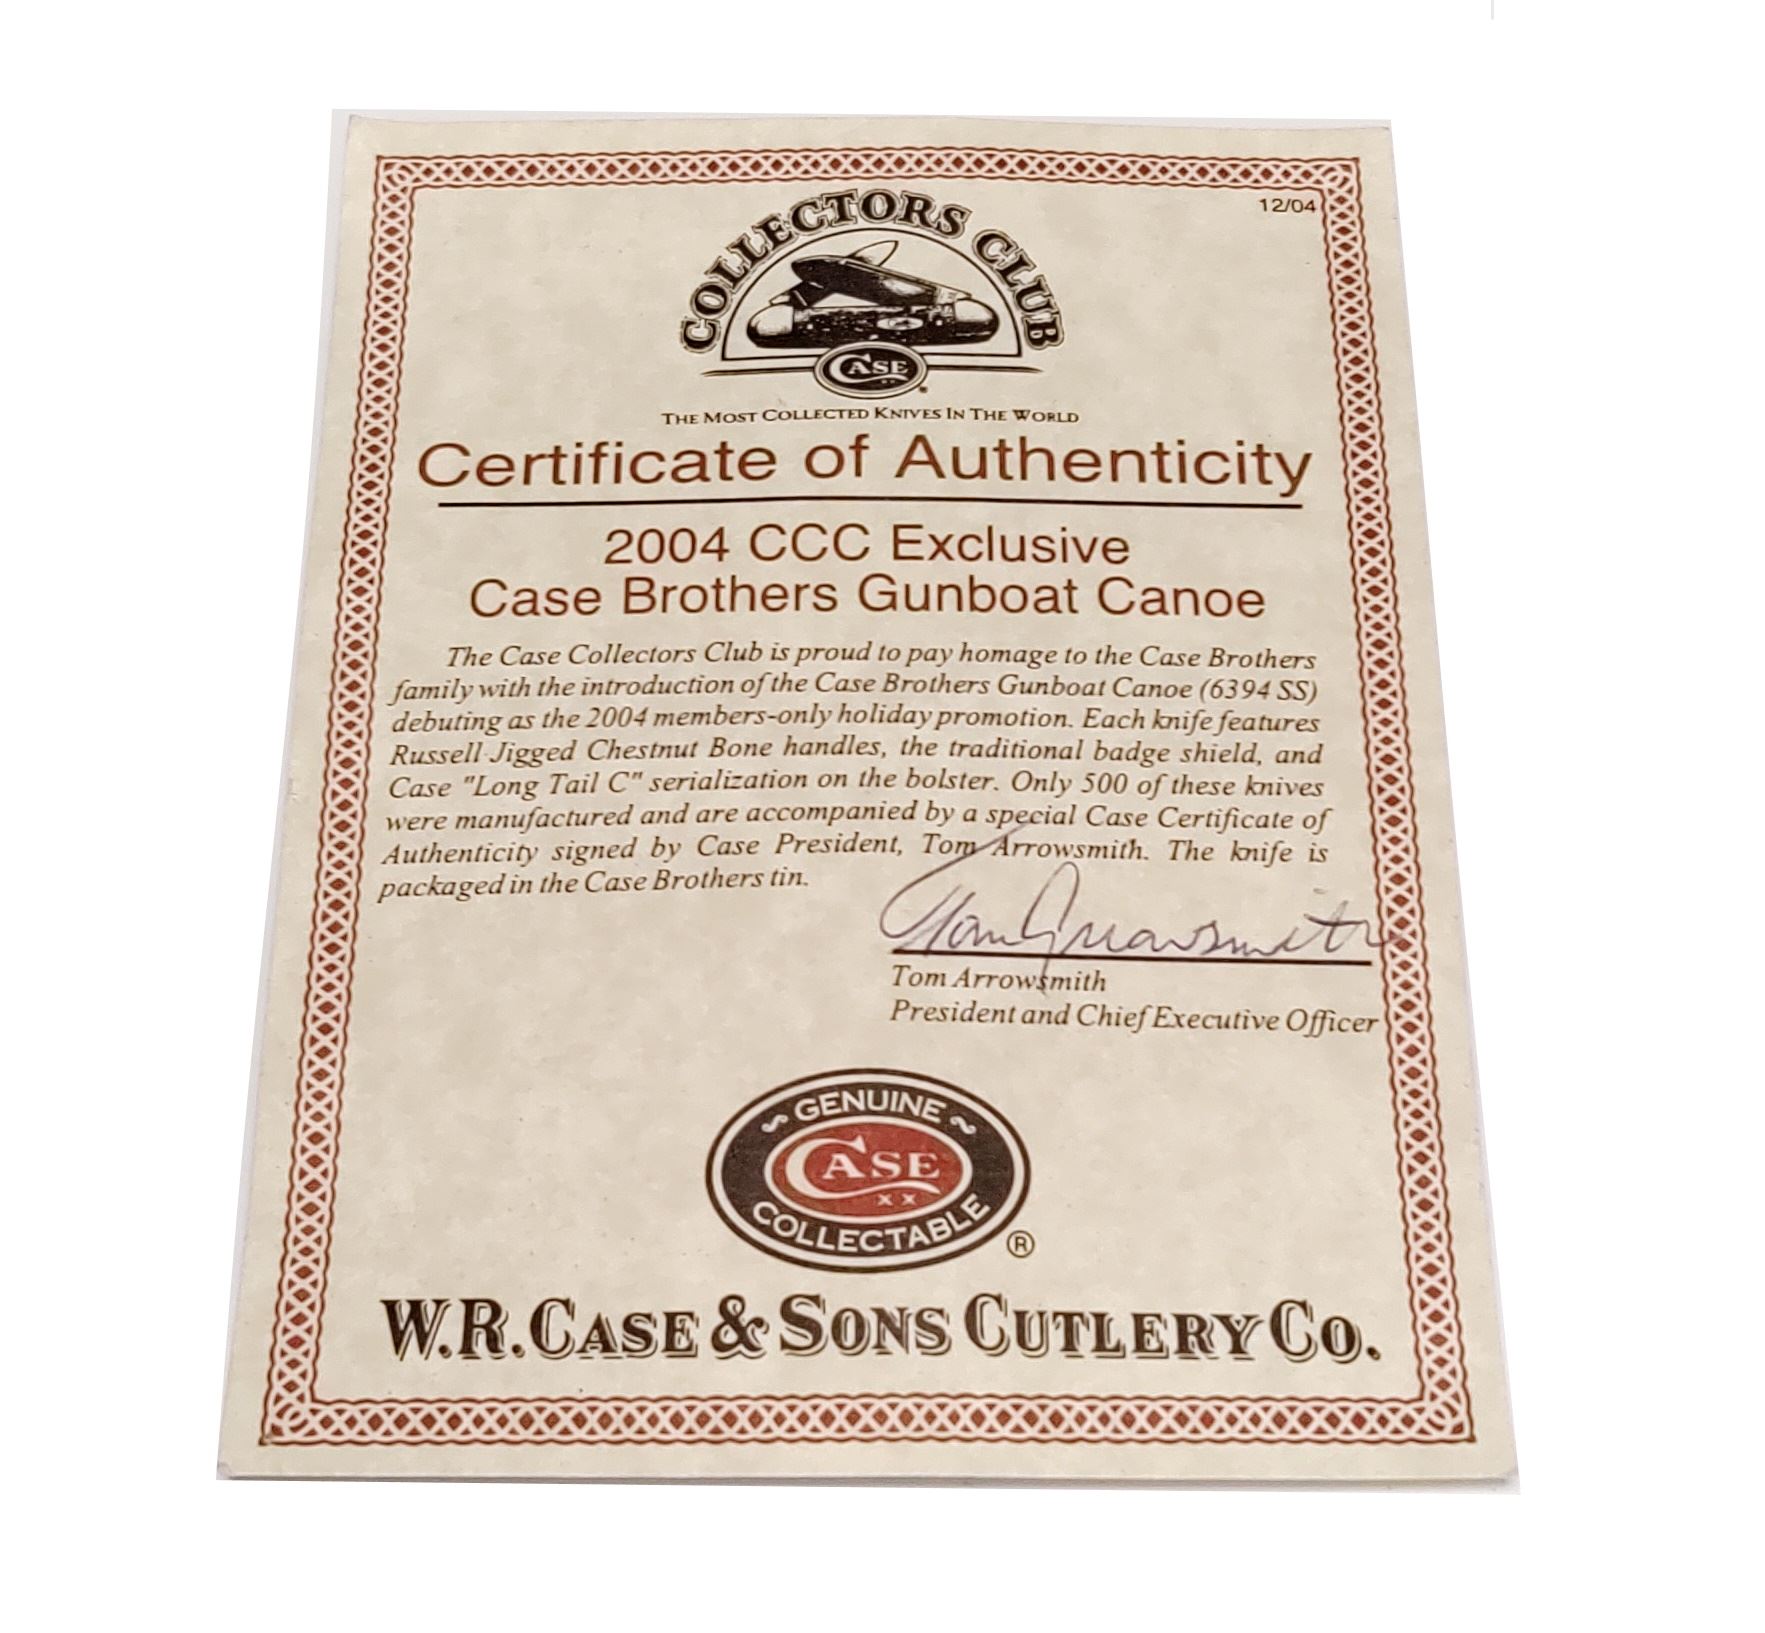 12/04
COLLECTORS CLUB
CASE
THE MOST COLLECTED KNIVES IN THE WORLD
Certificate of Authenticity
2004 CCC Exclusive
Case Brothers Gunboat Canoe
The Case Collectors Club is proud to pay homage to the Case Brothers
family with the introduction of the Case Brothers Gunboat Canoe (6394 SS)
debuting as the 2004 members-only holiday promotion. Each knife features
Russell Jigged Chestnut Bone handles, the traditional badge shield, and
Case "Long Tail C" serialization on the bolster. Only 500 of these knives
were manufactured and are accompanied by a special Case Certificate of
Authenticity signed by Case President, Tom Arrowsmith. The knife is
packaged in the Case Brothers tin.
Tom Arrowsmith
Tom Arrowsmith
President and Chief Executive Officer
GENUINE
CASE
XX
COLLECTABLE
®
W.R. CASE & SONS CUTLERY CO.